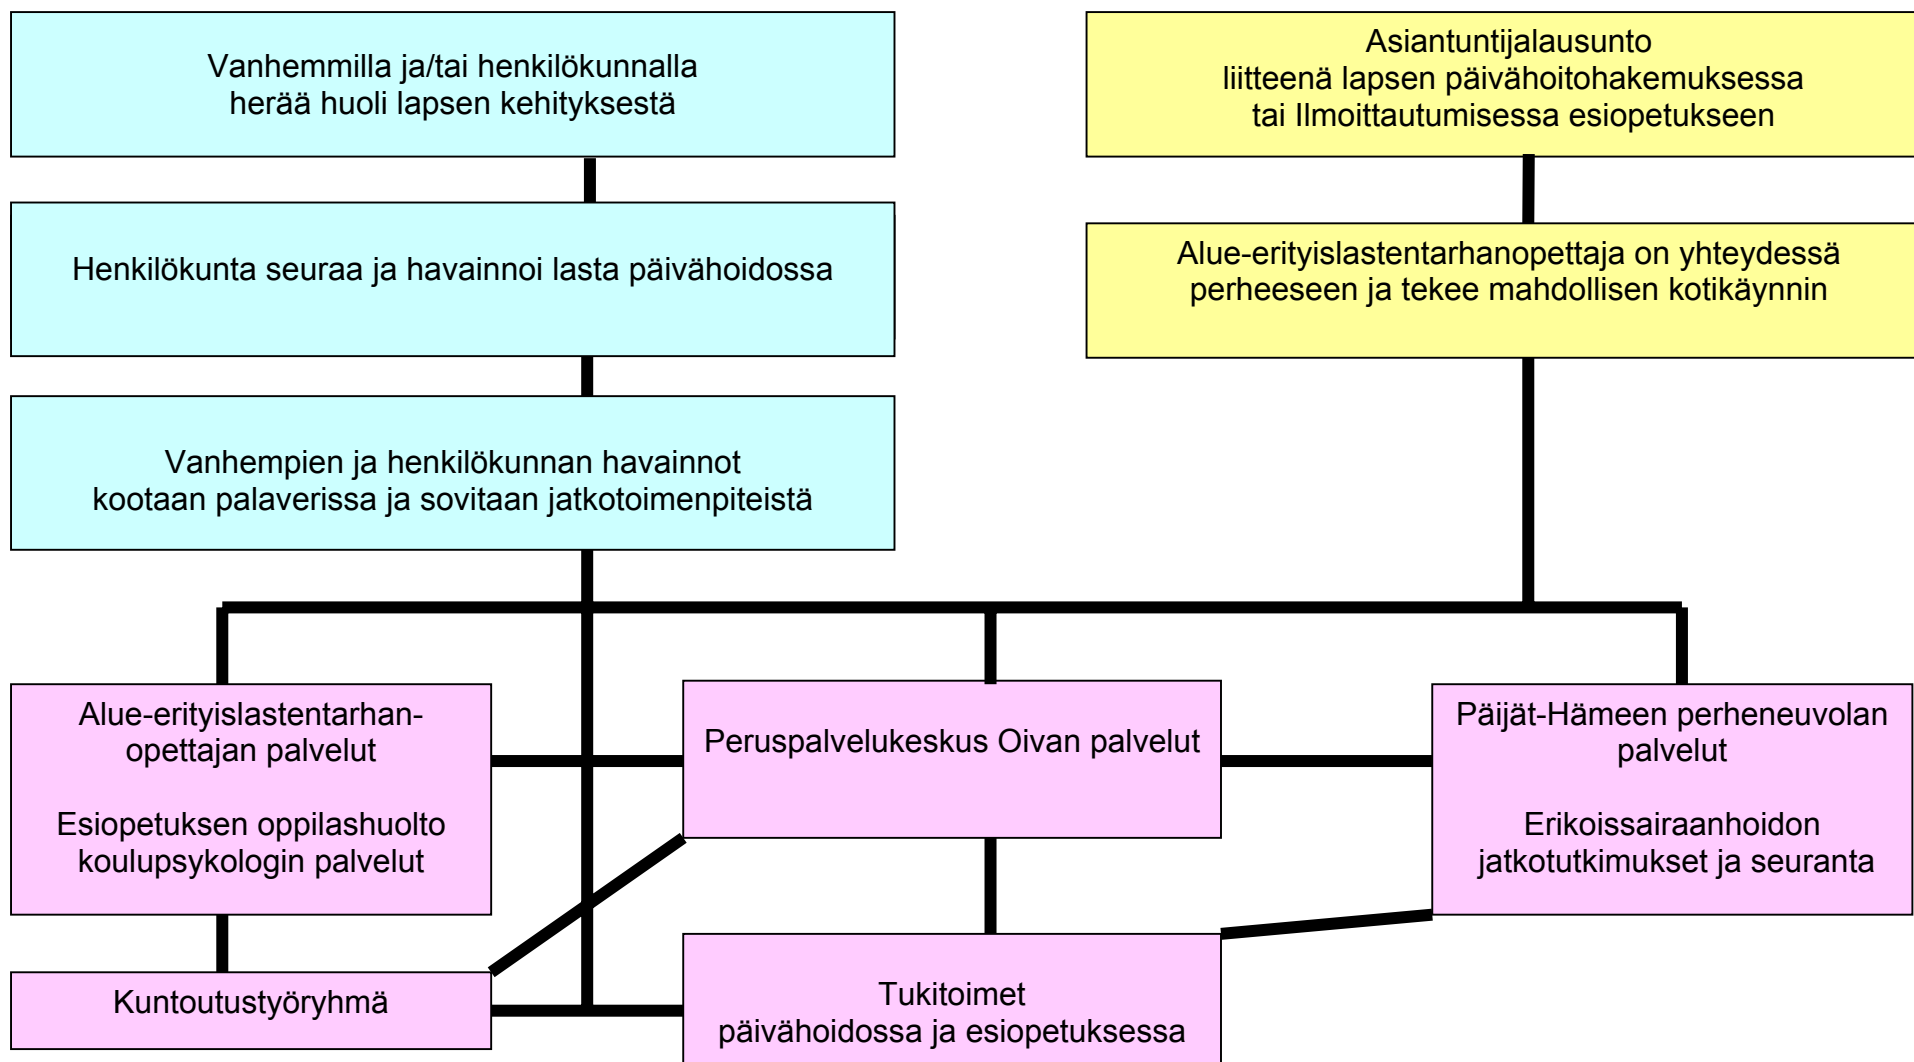 Vanhemmilla ja/tai henkilökunnalla
herää huoli lapsen kehityksestä
Asiantuntijalausunto
liitteenä lapsen päivähoitohakemuksessa
tai Ilmoittautumisessa esiopetukseen
Henkilökunta seuraa ja havainnoi lasta päivähoidossa
Alue-erityislastentarhanopettaja on yhteydessä
perheeseen ja tekee mahdollisen kotikäynnin
Vanhempien ja henkilökunnan havainnot
kootaan palaverissa ja sovitaan jatkotoimenpiteistä
Alue-erityislastentarhan-
opettajan palvelut
Esiopetuksen oppilashuolto
koulupsykologin palvelut
Peruspalvelukeskus Oivan palvelut
Päijät-Hämeen perheneuvolan
palvelut
Erikoissairaanhoidon
jatkotutkimukset ja seuranta
Kuntoutustyöryhmä
Tukitoimet
päivähoidossa ja esiopetuksessa